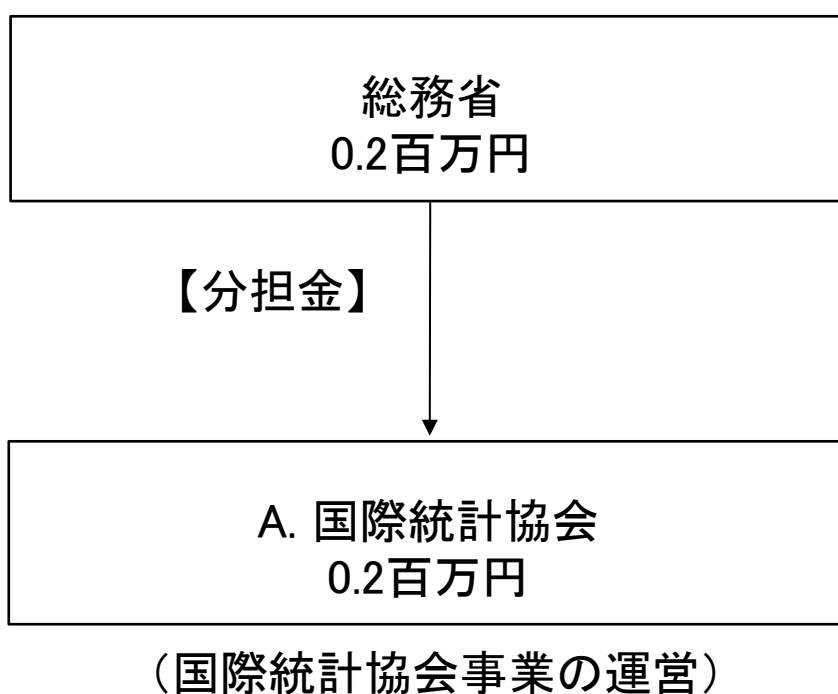 総務省
0.2百万円
【分担金】
A. 国際統計協会
0.2百万円
（国際統計協会事業の運営）